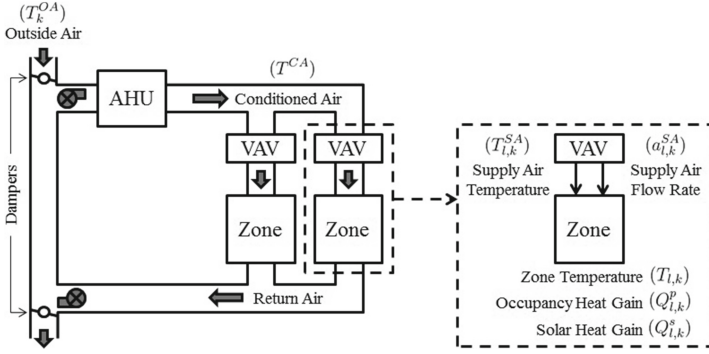 (T_k^{OA})
Outside Air
(T^{CA})
AHU
Conditioned Air
Dampers
VAV
VAV
Zone
Zone
Return Air
(T_{l,k}^{SA})
Supply Air
Temperature
VAV
(a_{l,k}^{SA})
Supply Air
Flow Rate
Zone
Zone Temperature (T_{l,k})
Occupancy Heat Gain (Q_{l,k}^{p})
Solar Heat Gain (Q_{l,k}^{s})